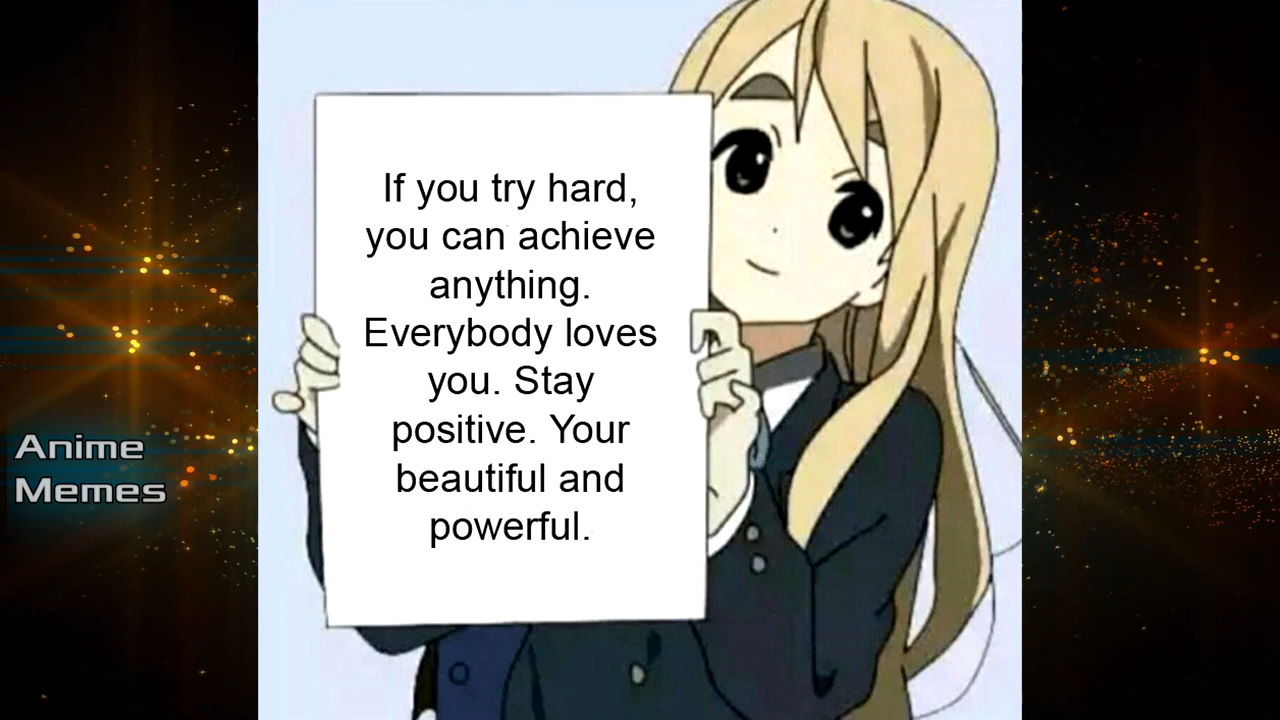 If you try hard,
you can achieve
anything.
Everybody loves
you. Stay
positive. Your
beautiful and
powerful.
Anime
Memes